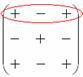 + − +
− + −
+ − +